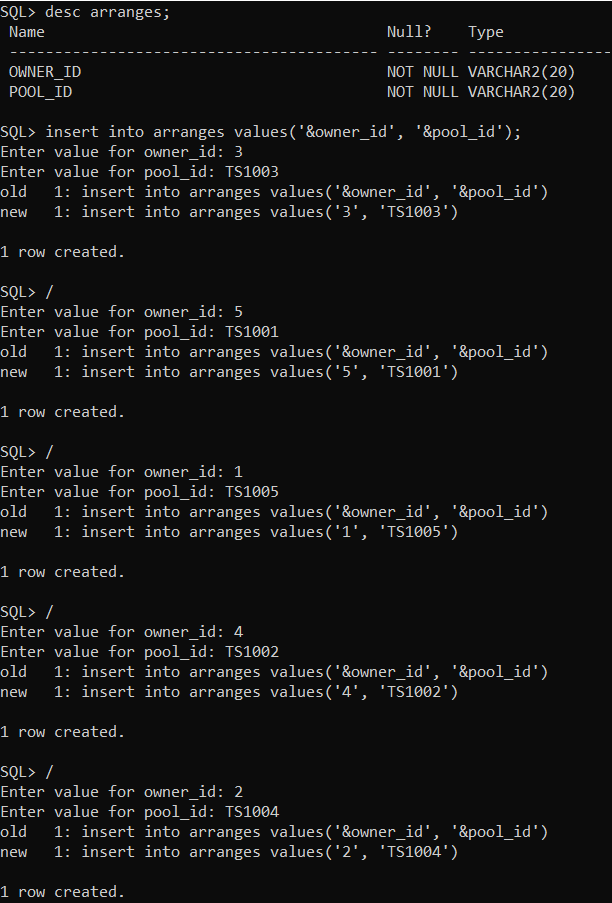 SQL> desc arranges;
 Name                                      Null?    Type
 ----------------------------------------- -------- ----------------
 OWNER_ID                                  NOT NULL VARCHAR2(20)
 POOL_ID                                   NOT NULL VARCHAR2(20)

SQL> insert into arranges values('&owner_id', '&pool_id');
Enter value for owner_id: 3
Enter value for pool_id: TS1003
old   1: insert into arranges values('&owner_id', '&pool_id')
new   1: insert into arranges values('3', 'TS1003')

1 row created.

SQL> /
Enter value for owner_id: 5
Enter value for pool_id: TS1001
old   1: insert into arranges values('&owner_id', '&pool_id')
new   1: insert into arranges values('5', 'TS1001')

1 row created.

SQL> /
Enter value for owner_id: 1
Enter value for pool_id: TS1005
old   1: insert into arranges values('&owner_id', '&pool_id')
new   1: insert into arranges values('1', 'TS1005')

1 row created.

SQL> /
Enter value for owner_id: 4
Enter value for pool_id: TS1002
old   1: insert into arranges values('&owner_id', '&pool_id')
new   1: insert into arranges values('4', 'TS1002')

1 row created.

SQL> /
Enter value for owner_id: 2
Enter value for pool_id: TS1004
old   1: insert into arranges values('&owner_id', '&pool_id')
new   1: insert into arranges values('2', 'TS1004')

1 row created.